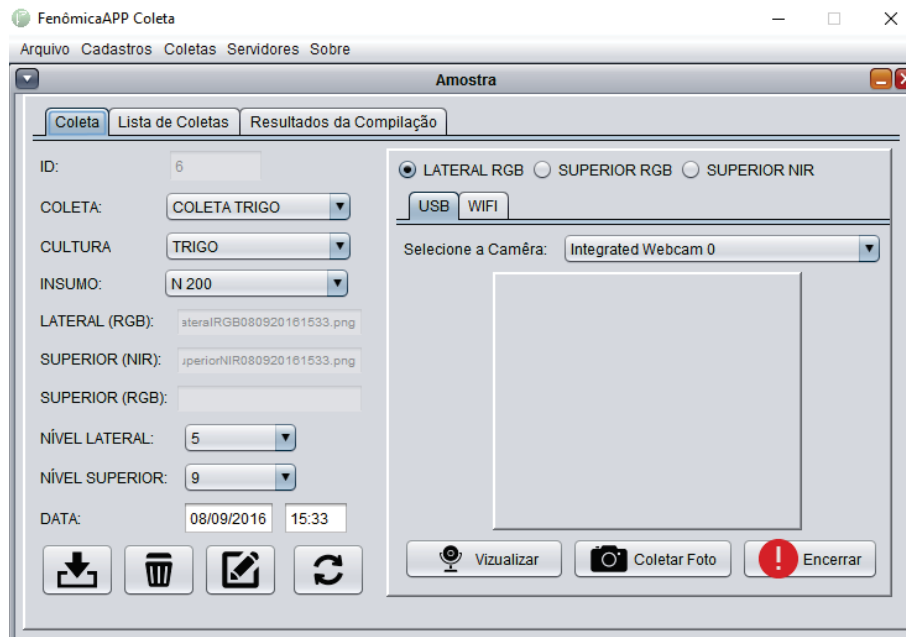 FenômicaAPP Coleta
Arquivo Cadastros Coletas Servidores Sobre
Amostra
Coleta Lista de Coletas Resultados da Compilação
ID: 6
COLETA: COLETA TRIGO
CULTURA TRIGO
INSUMO: N 200
LATERAL (RGB): ateralRGB080920161533.png
SUPERIOR (NIR): uperiorNIR080920161533.png
SUPERIOR (RGB):
NÍVEL LATERAL: 5
NÍVEL SUPERIOR: 9
DATA: 08/09/2016 15:33
LATERAL RGB SUPERIOR RGB SUPERIOR NIR
USB WIFI
Selecione a Camêra: Integrated Webcam 0
Vizualizar Coletar Foto Encerrar